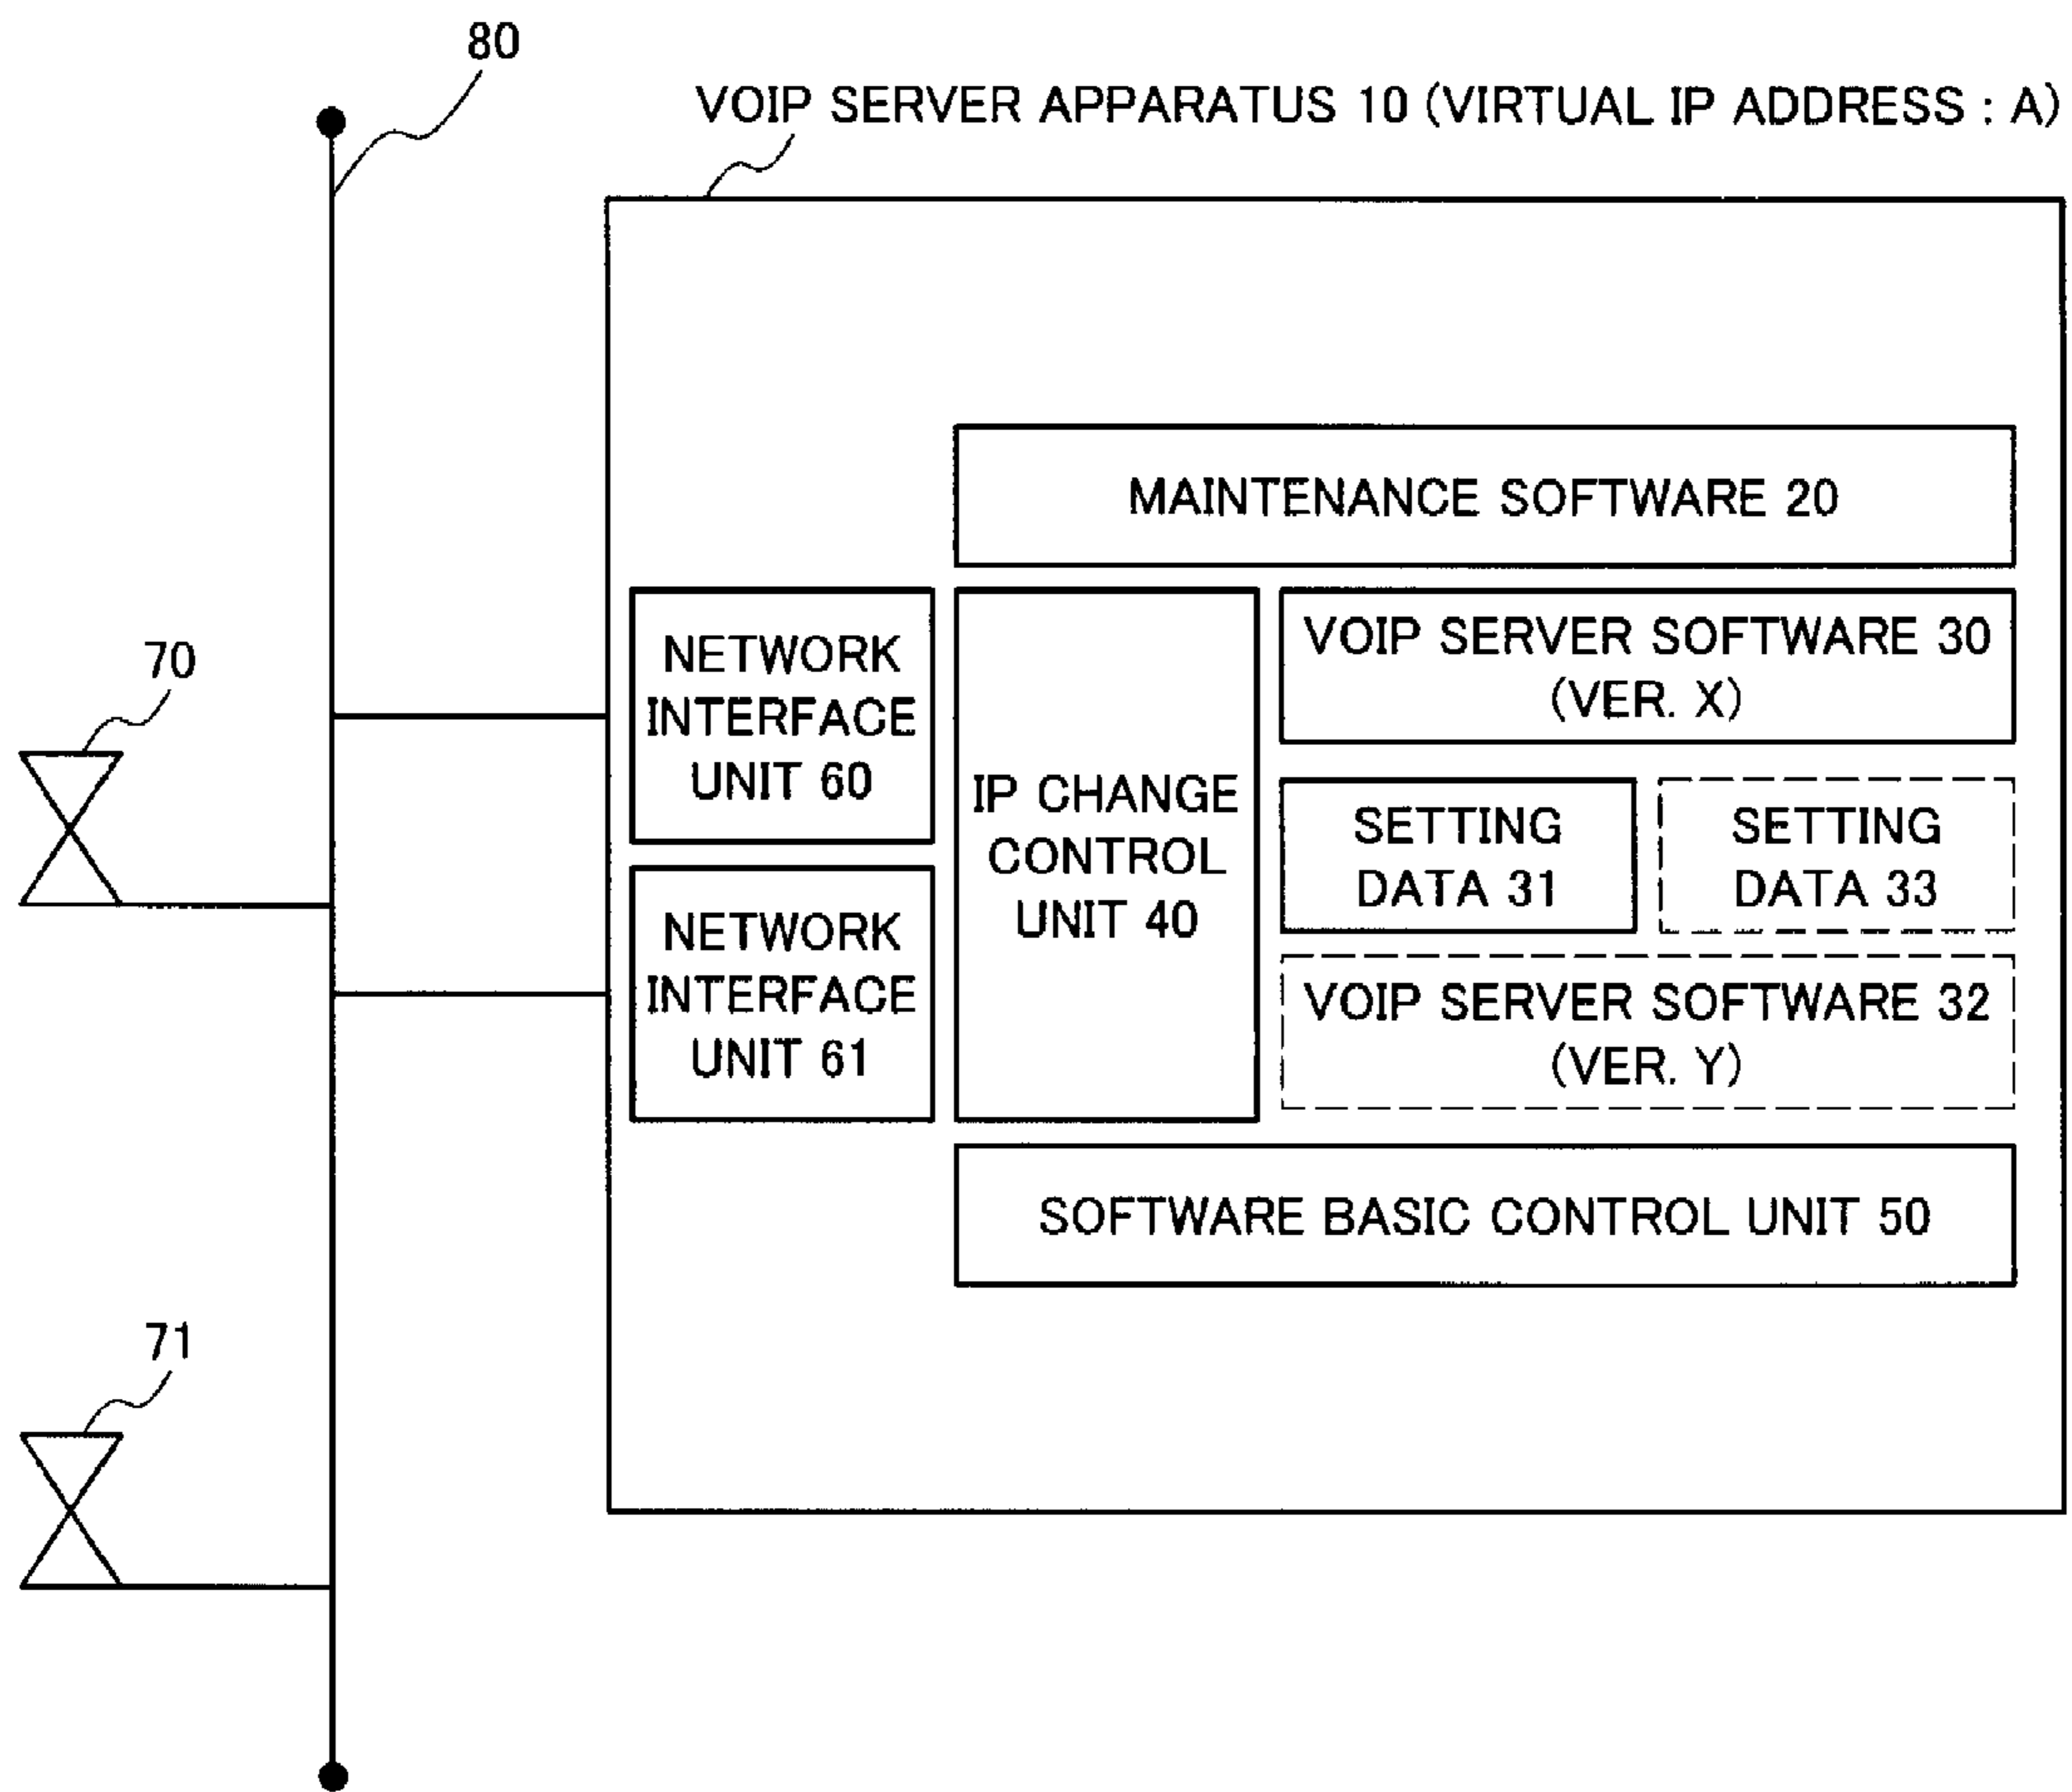 80
VOIP SERVER APPARATUS 10 (VIRTUAL IP ADDRESS : A)
MAINTENANCE SOFTWARE 20
70
NETWORK
INTERFACE
UNIT 60
IP CHANGE
CONTROL
UNIT 40
VOIP SERVER SOFTWARE 30
(VER. X)
SETTING
DATA 31
SETTING
DATA 33
NETWORK
INTERFACE
UNIT 61
VOIP SERVER SOFTWARE 32
(VER. Y)
SOFTWARE BASIC CONTROL UNIT 50
71